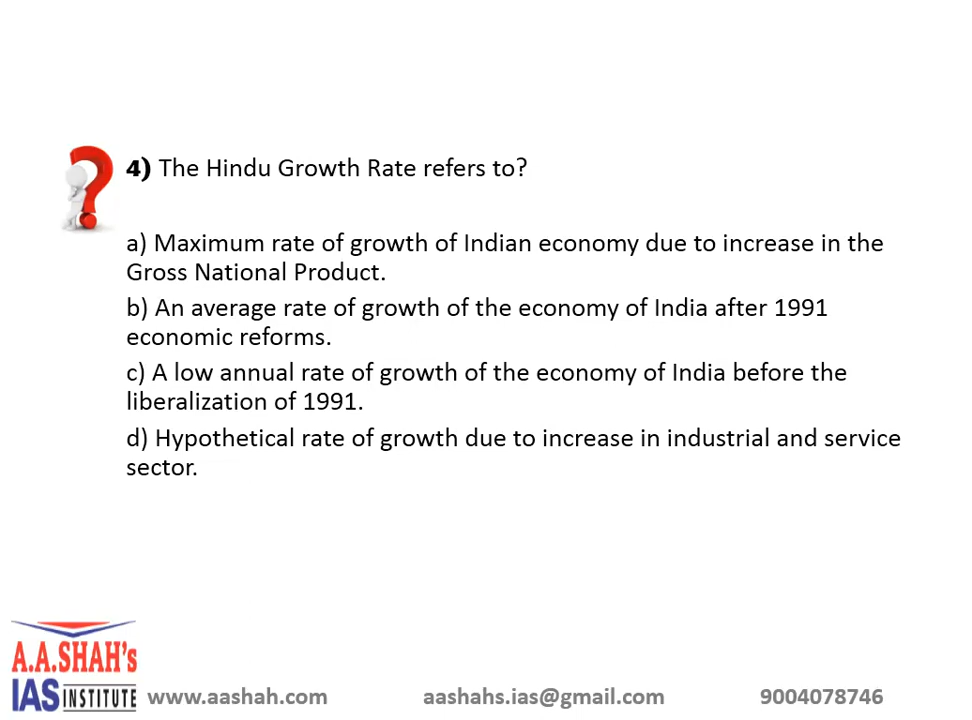 4) The Hindu Growth Rate refers to?
a) Maximum rate of growth of Indian economy due to increase in the
Gross National Product.
b) An average rate of growth of the economy of India after 1991
economic reforms.
c) A low annual rate of growth of the economy of India before the
liberalization of 1991.
d) Hypothetical rate of growth due to increase in industrial and service
sector.
A.A.SHAH's
IAS INSTITUTE
www.aashah.com
aashahs.ias@gmail.com
9004078746